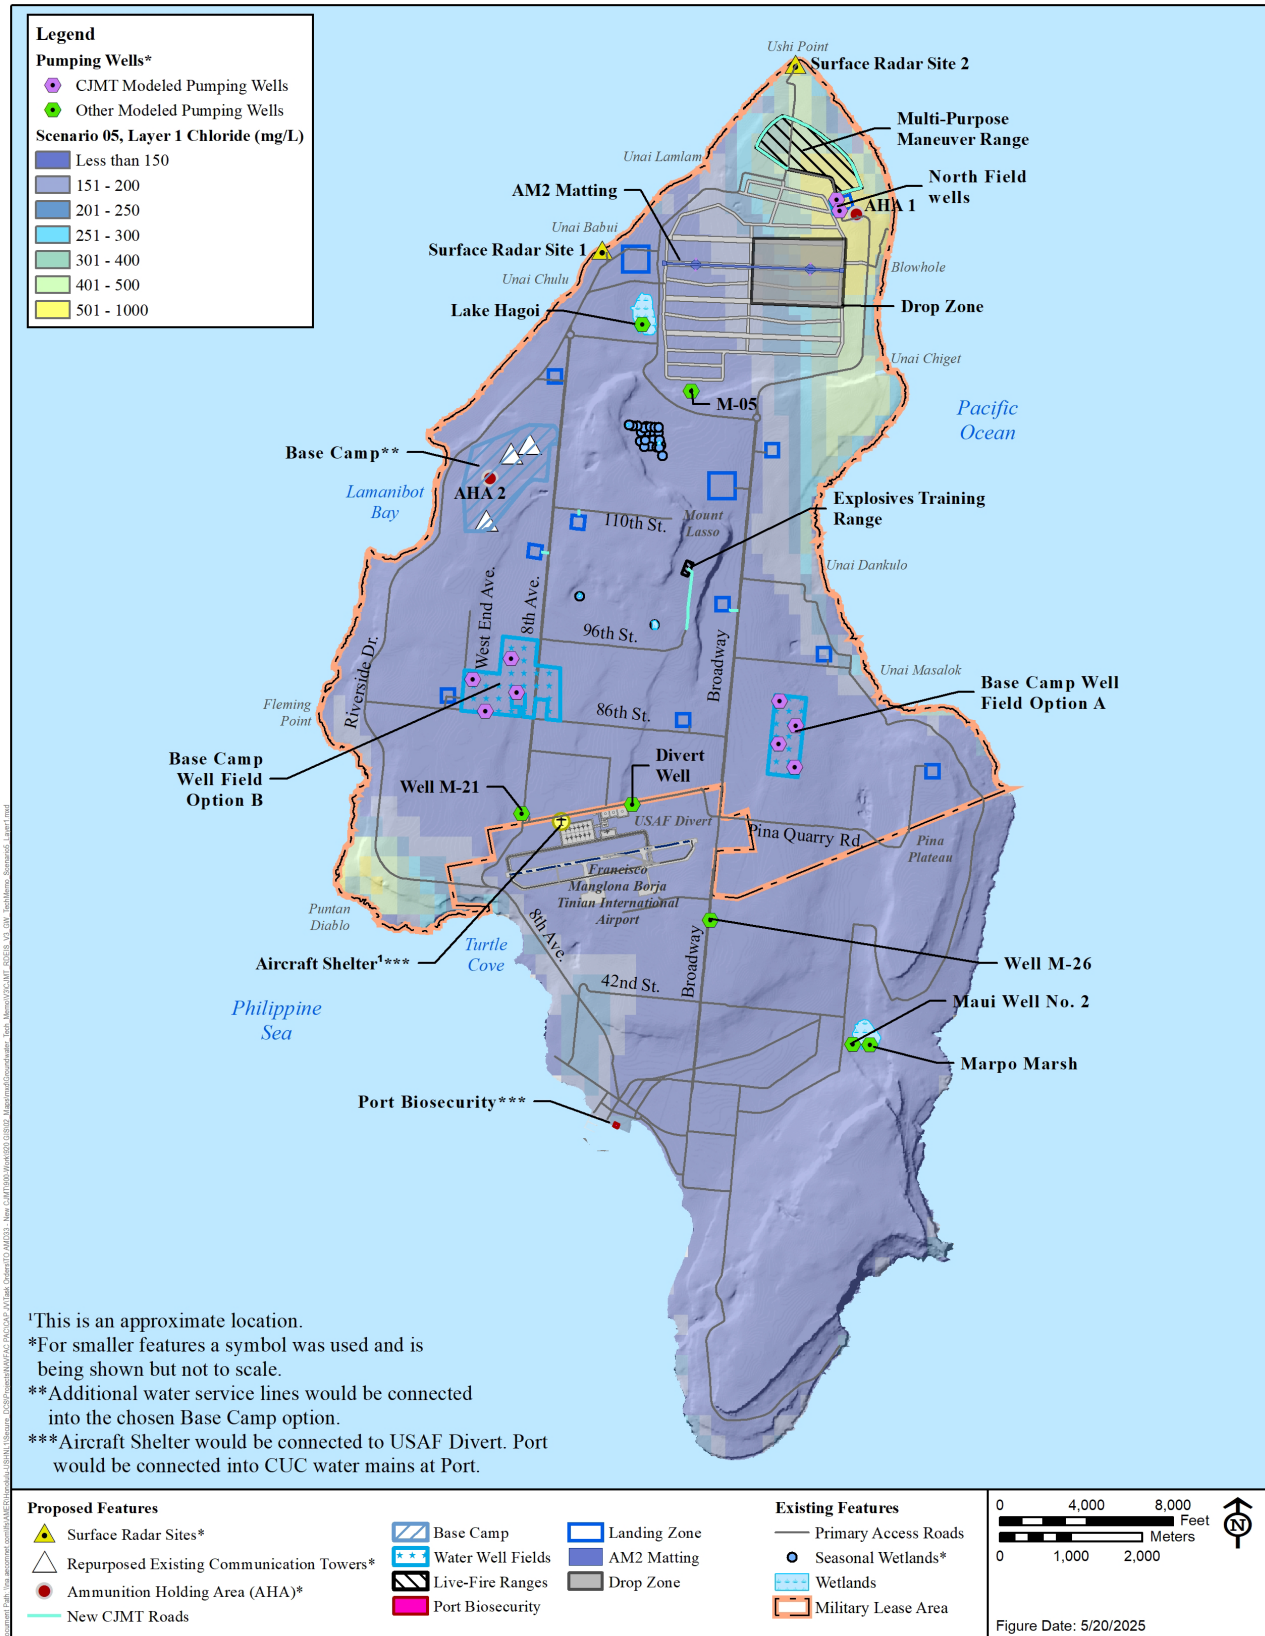 Legend
Pumping Wells*
CJMT Modeled Pumping Wells
Other Modeled Pumping Wells
Scenario 05, Layer 1 Chloride (mg/L)
Less than 150
151 - 200
201 - 250
251 - 300
301 - 400
401 - 500
501 - 1000
Ushi Point
Surface Radar Site 2
Multi-Purpose
Maneuver Range
Unai Lamlam
North Field
wells
AM2 Matting
AHA 1
Unai Babui
Surface Radar Site 1
Blowhole
Unai Chulu
Lake Hagoi
Drop Zone
Unai Chiget
M-05
Pacific
Ocean
Base Camp**
AHA 2
Lamanibot
Bay
Explosives Training
Range
110th St.
Mount
Lasso
Unai Dankulo
West End Ave.
8th Ave.
96th St.
Broadway
Riverside Dr.
Unai Masalok
Base Camp Well
Field Option A
Fleming
Point
86th St.
Base Camp
Well Field
Option B
Divert
Well
Well M-21
USAF Divert
Pina Quarry Rd.
Pina
Plateau
Francisco
Manglona Borja
Tinian International
Airport
Puntan
Diablo
8th Ave.
Turtle
Cove
Aircraft Shelter¹***
Broadway
Well M-26
42nd St.
Maui Well No. 2
Philippine
Sea
Marpo Marsh
Port Biosecurity***
¹This is an approximate location.
*For smaller features a symbol was used and is
being shown but not to scale.
**Additional water service lines would be connected
into the chosen Base Camp option.
***Aircraft Shelter would be connected to USAF Divert. Port
would be connected into CUC water mains at Port.
Proposed Features
Surface Radar Sites*
Repurposed Existing Communication Towers*
Ammunition Holding Area (AHA)*
New CJMT Roads
Base Camp
Water Well Fields
Live-Fire Ranges
Port Biosecurity
Landing Zone
AM2 Matting
Drop Zone
Existing Features
Primary Access Roads
Seasonal Wetlands*
Wetlands
Military Lease Area
0 4,000 8,000
Feet
Meters
0 1,000 2,000
N
Figure Date: 5/20/2025